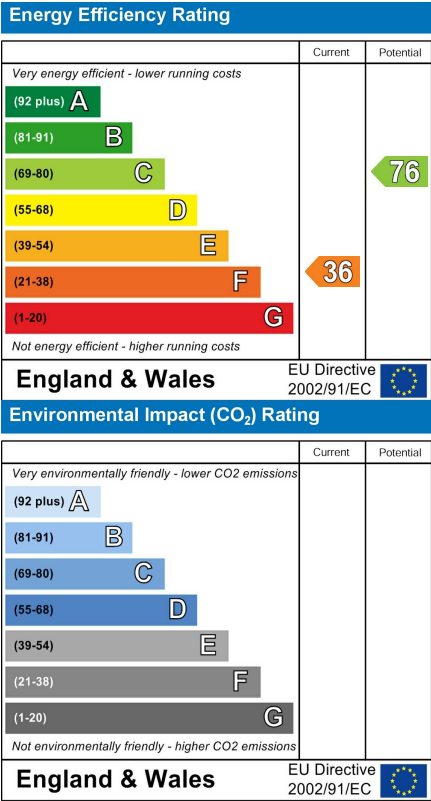 Energy Efficiency Rating
Current Potential
Very energy efficient - lower running costs
(92 plus) A
(81-91) B
(69-80) C
76
(55-68) D
(39-54) E
(21-38) F
36
(1-20) G
Not energy efficient - higher running costs
England & Wales
EU Directive
2002/91/EC
Environmental Impact (CO₂) Rating
Current Potential
Very environmentally friendly - lower CO2 emissions
(92 plus) A
(81-91) B
(69-80) C
(55-68) D
(39-54) E
(21-38) F
(1-20) G
Not environmentally friendly - higher CO2 emissions
England & Wales
EU Directive
2002/91/EC